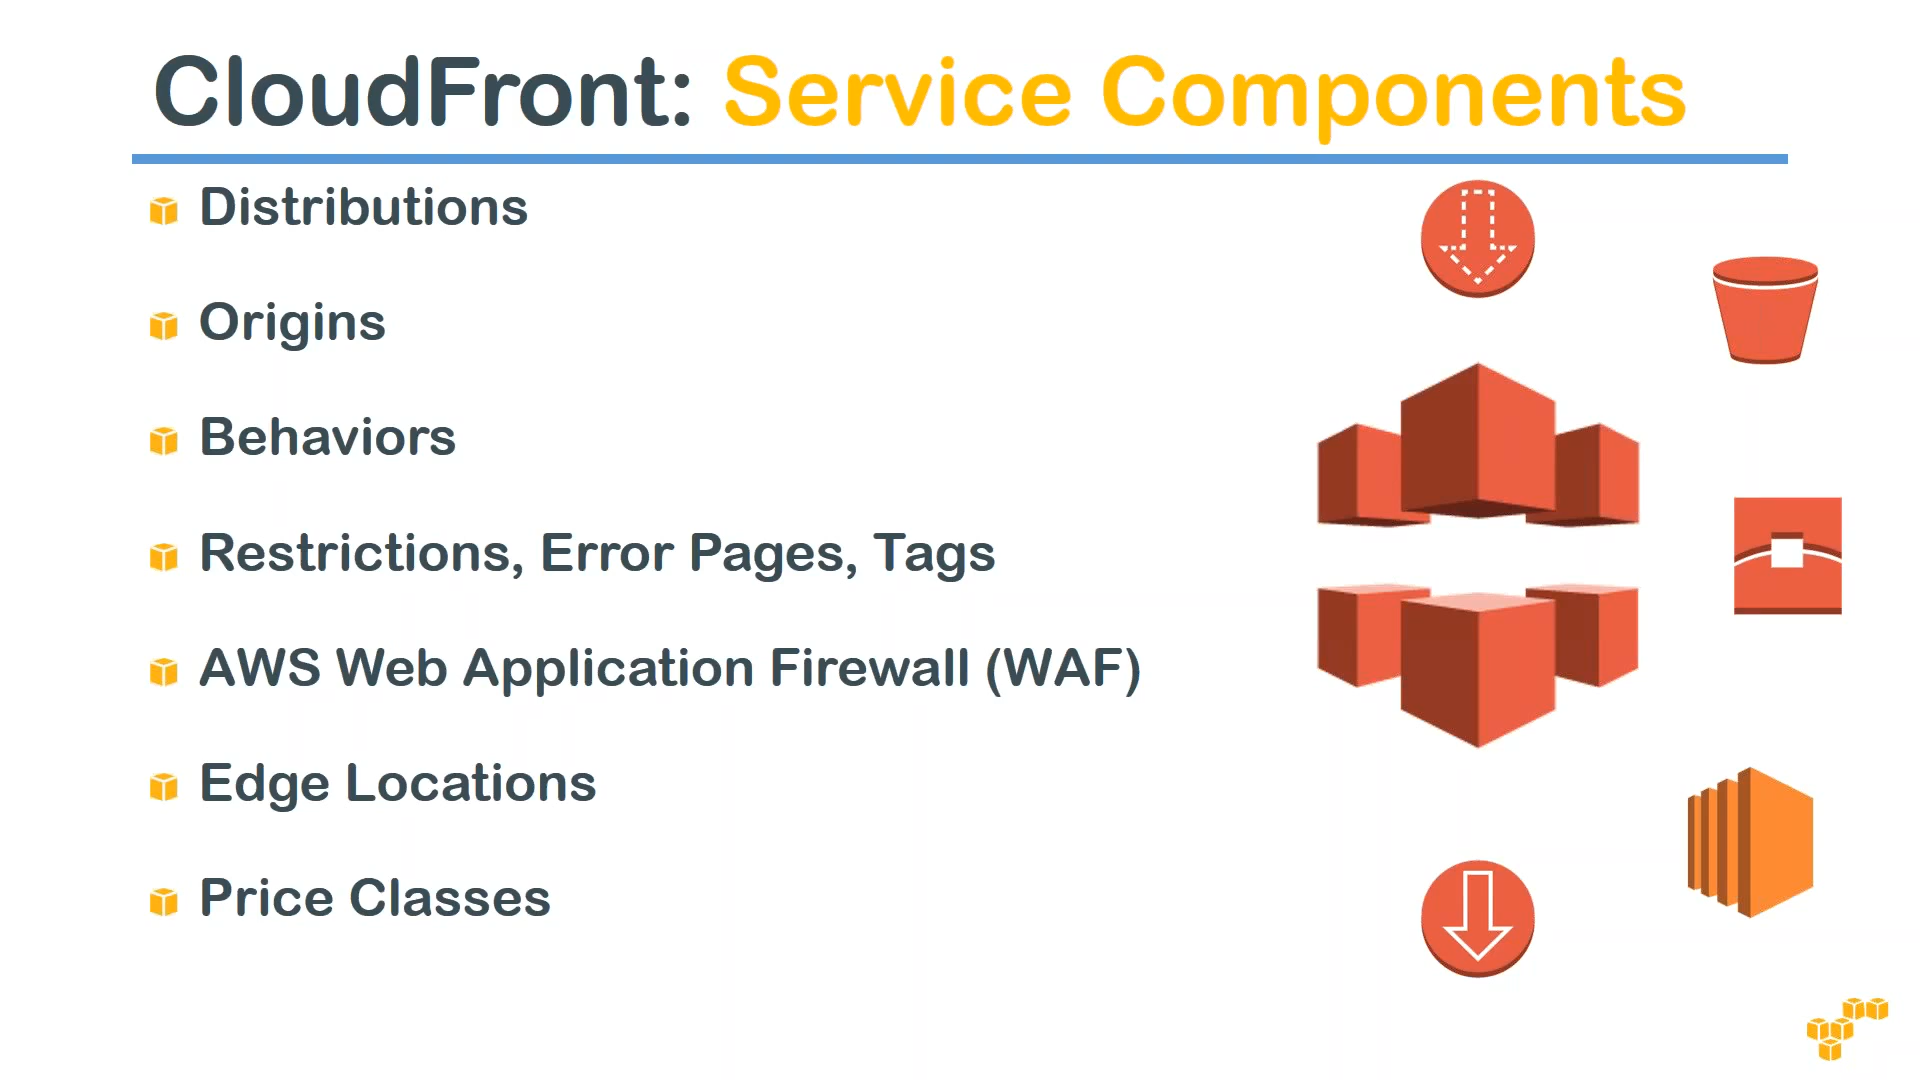 CloudFront: Service Components
Distributions
Origins
Behaviors
Restrictions, Error Pages, Tags
AWS Web Application Firewall (WAF)
Edge Locations
Price Classes